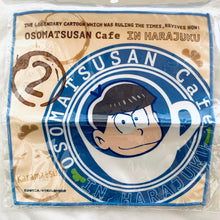 THE LEGENDARY CARTOON WHICH WAS RULING THE TIMES, REVIVES NOW!
OSOMATSUSAN Cafe IN HARAJUKU
2
OSOMATSUSAN Cafe
IN HARAJUKU
Karamatsu